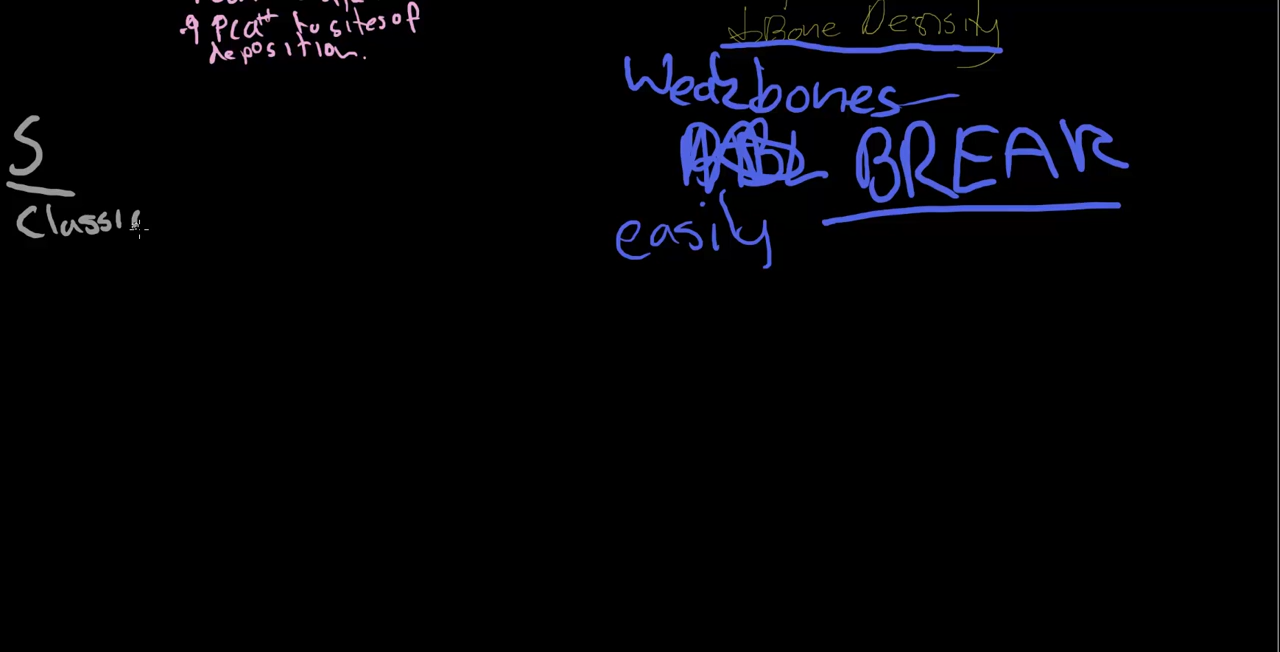 PCa++ to sites of
deposition.
↓Bone Density
Weak bones —
BREAK
easily
S
Classi